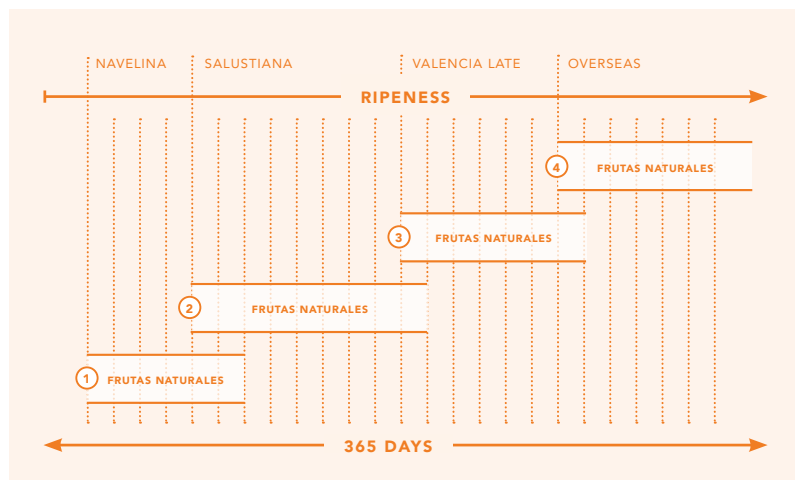 NAVELINA
SALUSTIANA
VALENCIA LATE
OVERSEAS
RIPENESS
4 FRUTAS NATURALES
3 FRUTAS NATURALES
2 FRUTAS NATURALES
1 FRUTAS NATURALES
365 DAYS